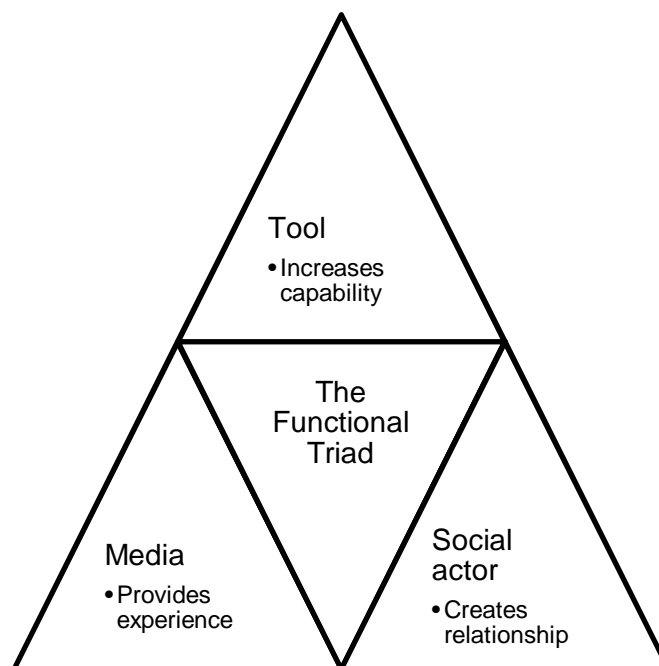 Tool
•Increases
capability
The
Functional
Triad
Media
•Provides
experience
Social
actor
•Creates
relationship